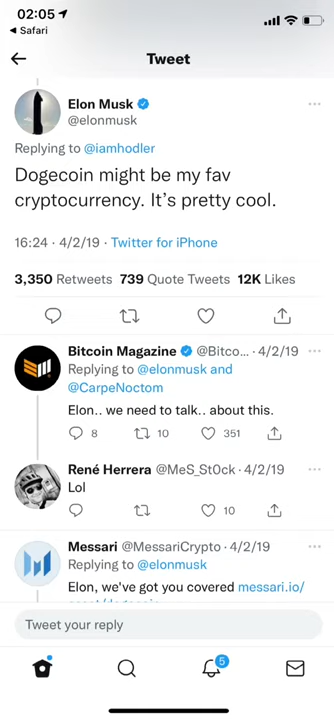 02:05
Safari
Tweet
Elon Musk
@elonmusk
Replying to @iamhodler
Dogecoin might be my fav
cryptocurrency. It's pretty cool.
16:24 · 4/2/19 · Twitter for iPhone
3,350 Retweets 739 Quote Tweets 12K Likes
Bitcoin Magazine @Bitco... · 4/2/19
Replying to @elonmusk and
@CarpeNoctom
Elon.. we need to talk.. about this.
8 10 351
René Herrera @MeS_St0ck · 4/2/19
Lol
10
Messari @MessariCrypto · 4/2/19
Replying to @elonmusk
Elon, we've got you covered messari.io/
Tweet your reply
5